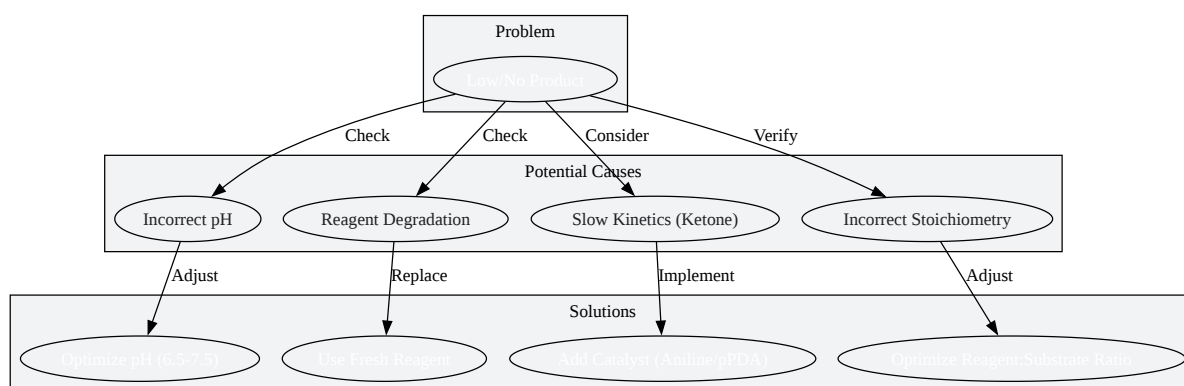 Problem
Low/No Product
Check
Check
Consider
Verify
Potential Causes
Incorrect pH
Reagent Degradation
Slow Kinetics (Ketone)
Incorrect Stoichiometry
Adjust
Replace
Implement
Adjust
Solutions
Optimize pH (6.5-7.5)
Use Fresh Reagent
Add Catalyst (Aniline/pPDA)
Optimize Reagent:Substrate Ratio